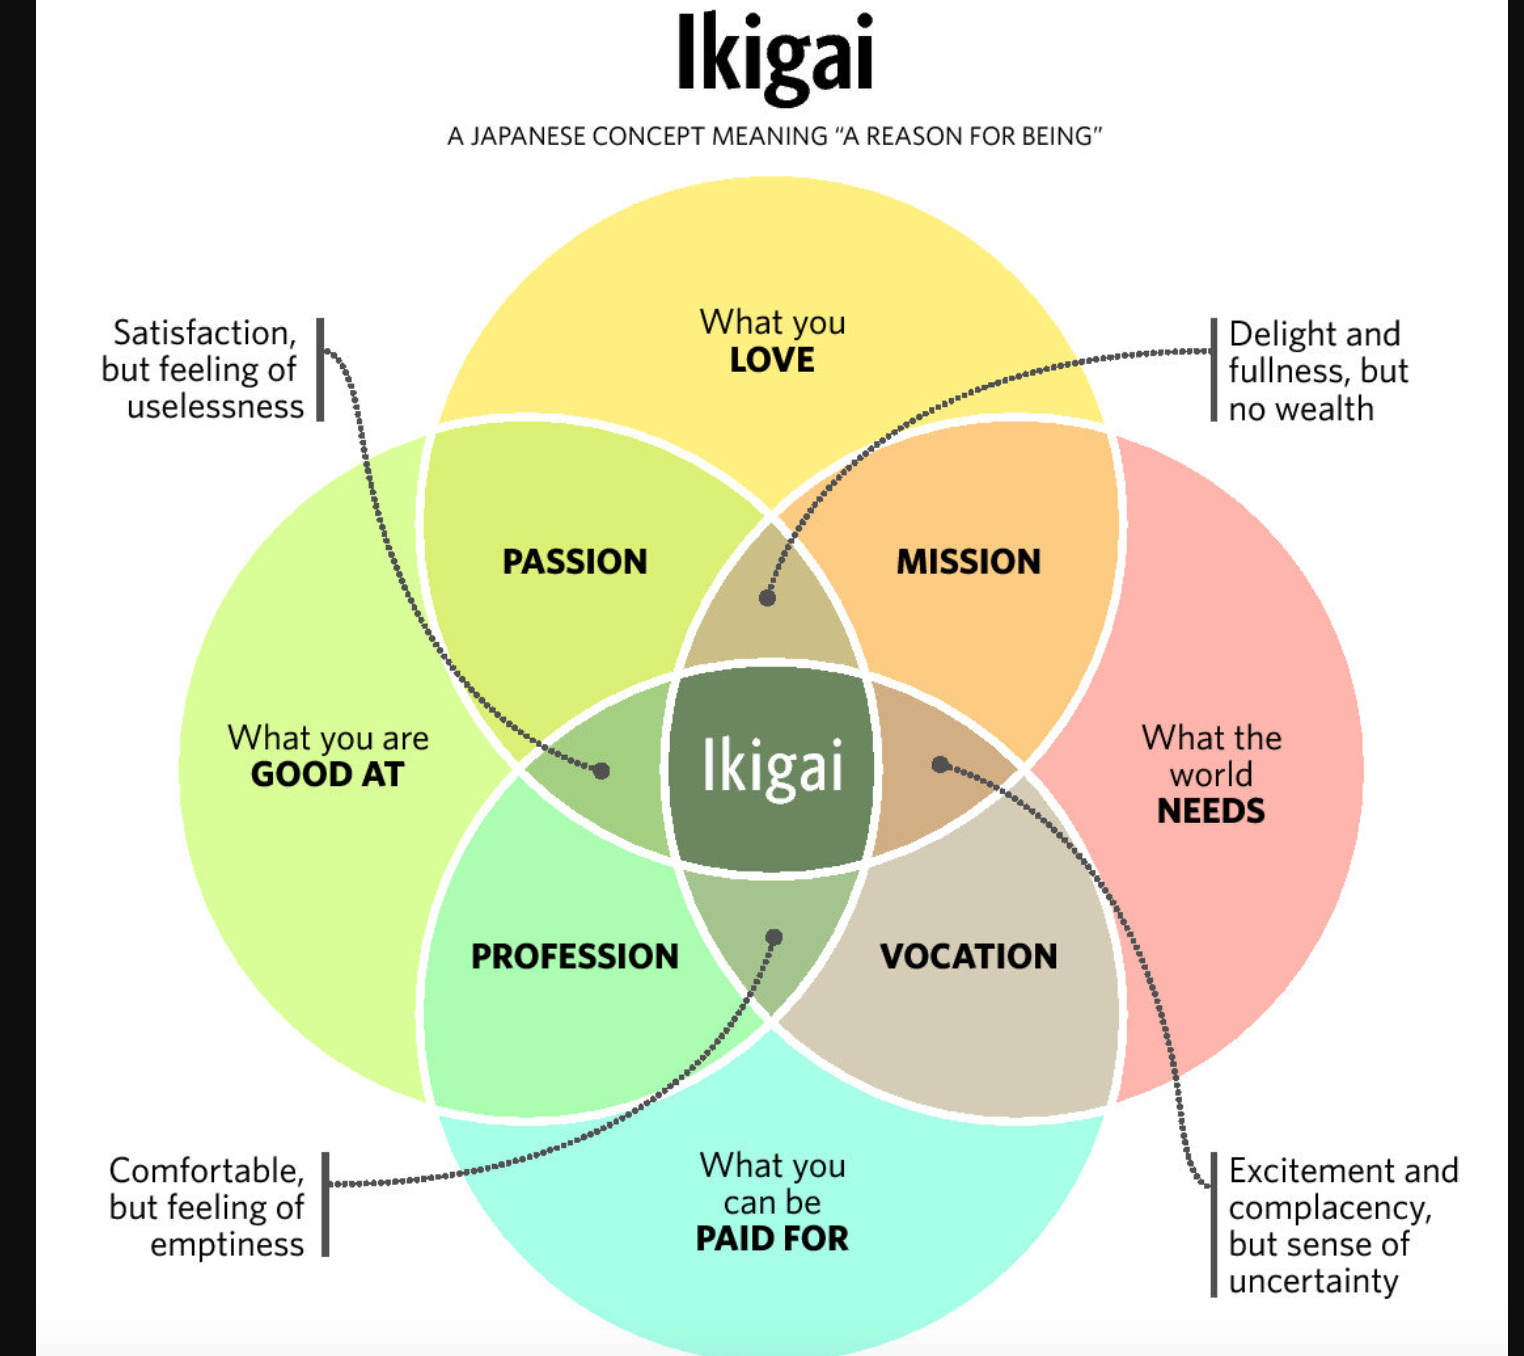 Ikigai
A JAPANESE CONCEPT MEANING “A REASON FOR BEING”
What you
LOVE
Satisfaction,
but feeling of
uselessness
Delight and
fullness, but
no wealth
PASSION
MISSION
What you are
GOOD AT
Ikigai
What the
world
NEEDS
PROFESSION
VOCATION
What you
can be
PAID FOR
Comfortable,
but feeling of
emptiness
Excitement and
complacency,
but sense of
uncertainty